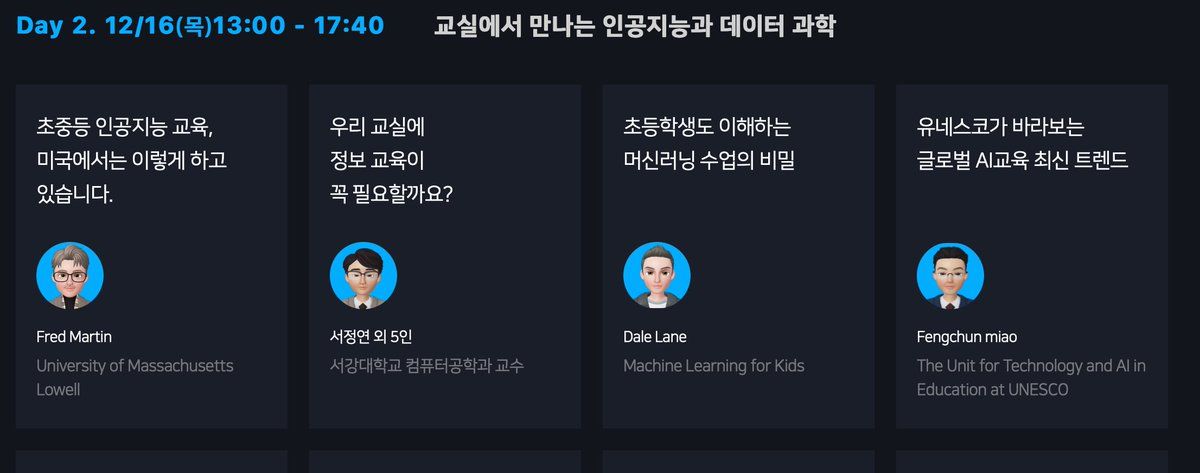 Day 2. 12/16(목)13:00 - 17:40
교실에서 만나는 인공지능과 데이터 과학
초중등 인공지능 교육,
미국에서는 이렇게 하고
있습니다.
Fred Martin
University of Massachusetts
Lowell
우리 교실에
정보 교육이
꼭 필요할까요?
서정연 외 5인
서강대학교 컴퓨터공학과 교수
초등학생도 이해하는
머신러닝 수업의 비밀
Dale Lane
Machine Learning for Kids
유네스코가 바라보는
글로벌 AI교육 최신 트렌드
Fengchun miao
The Unit for Technology and AI in
Education at UNESCO